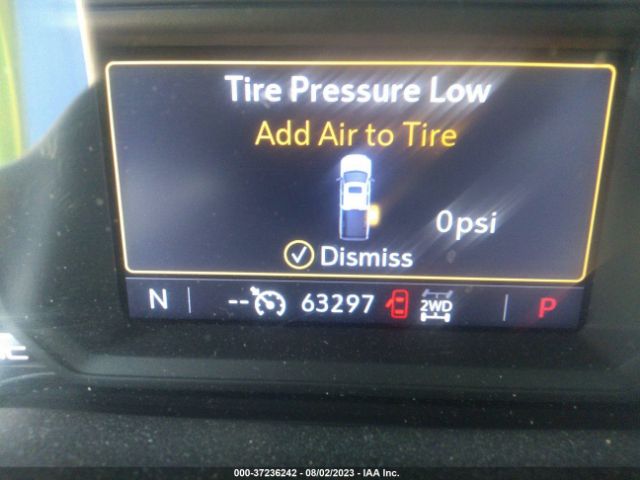 Tire Pressure Low
Add Air to Tire
0psi
Dismiss
N -- 63297 2WD P
000-37236242 - 08/02/2023 - IAA Inc.